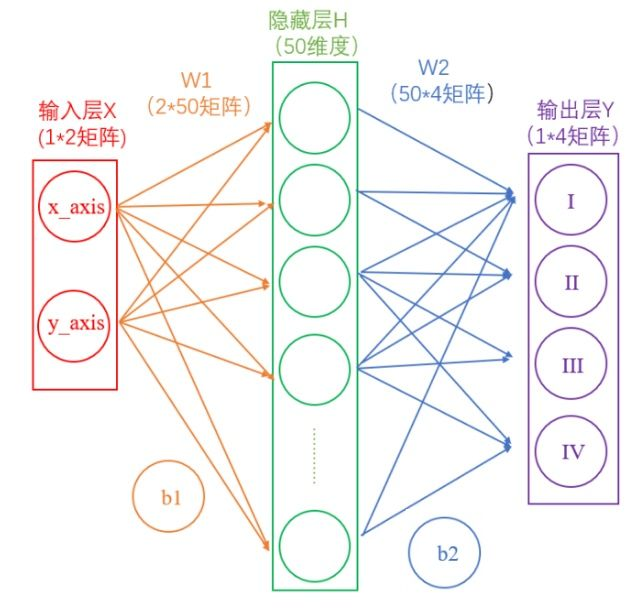 隐藏层H
（50维度）
W1
（2*50矩阵）
W2
（50*4矩阵）
输入层X
(1*2矩阵)
输出层Y
（1*4矩阵）
x_axis
y_axis
I
II
III
IV
b1
b2